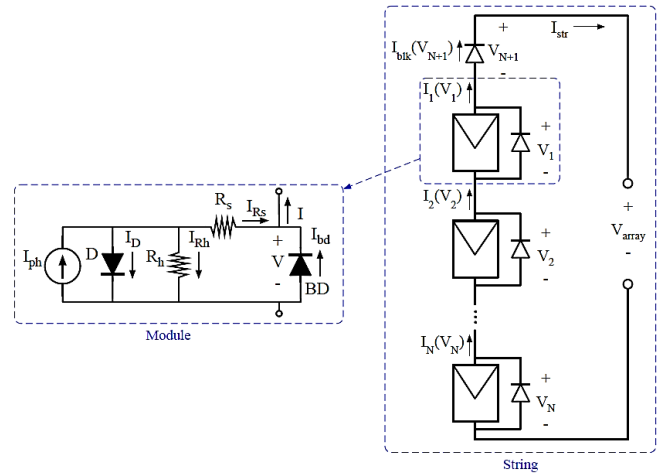 I_blk(V_N+1)
+
V_N+1
-
I_str
I_1(V_1)
+
V_1
-
I_2(V_2)
+
V_2
-
+
V_array
-
...
I_N(V_N)
+
V_N
-
String
R_s
I_Rs
I
I_ph
D
I_D
R_h
I_Rh
+
V
-
I_bd
BD
Module